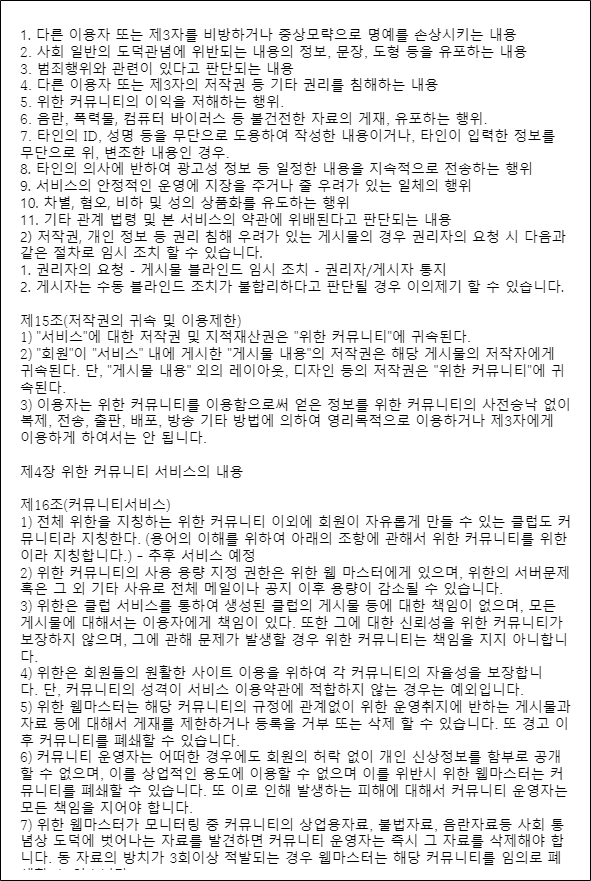 1. 다른 이용자 또는 제3자를 비방하거나 중상모략으로 명예를 손상시키는 내용
2. 사회 일반의 도덕관념에 위반되는 내용의 정보, 문장, 도형 등을 유포하는 내용
3. 범죄행위와 관련이 있다고 판단되는 내용
4. 다른 이용자 또는 제3자의 저작권 등 기타 권리를 침해하는 내용
5. 위한 커뮤니티의 이익을 저해하는 행위.
6. 음란, 폭력물, 컴퓨터 바이러스 등 불건전한 자료의 게재, 유포하는 행위.
7. 타인의 ID, 성명 등을 무단으로 도용하여 작성한 내용이거나, 타인이 입력한 정보를
무단으로 위, 변조한 내용인 경우.
8. 타인의 의사에 반하여 광고성 정보 등 일정한 내용을 지속적으로 전송하는 행위
9. 서비스의 안정적인 운영에 지장을 주거나 줄 우려가 있는 일체의 행위
10. 차별, 혐오, 비하 및 성의 상품화를 유도하는 행위
11. 기타 관계 법령 및 본 서비스의 약관에 위배된다고 판단되는 내용
2) 저작권, 개인 정보 등 권리 침해 우려가 있는 게시물의 경우 권리자의 요청 시 다음과
같은 절차로 임시 조치 할 수 있습니다.
1. 권리자의 요청 - 게시물 블라인드 임시 조치 - 권리자/게시자 통지
2. 게시자는 수동 블라인드 조치가 불합리하다고 판단될 경우 이의제기 할 수 있습니다.
제15조(저작권의 귀속 및 이용제한)
1) "서비스"에 대한 저작권 및 지적재산권은 "위한 커뮤니티"에 귀속된다.
2) "회원"이 "서비스" 내에 게시한 "게시물 내용"의 저작권은 해당 게시물의 저작자에게
귀속된다. 단, "게시물 내용" 외의 레이아웃, 디자인 등의 저작권은 "위한 커뮤니티"에 귀
속된다.
3) 이용자는 위한 커뮤니티를 이용함으로써 얻은 정보를 위한 커뮤니티의 사전승낙 없이
복제, 전송, 출판, 배포, 방송 기타 방법에 의하여 영리목적으로 이용하거나 제3자에게
이용하게 하여서는 안 됩니다.
제4장 위한 커뮤니티 서비스의 내용
제16조(커뮤니티서비스)
1) 전체 위한을 지칭하는 위한 커뮤니티 이외에 회원이 자유롭게 만들 수 있는 클럽도 커
뮤니티라 지칭한다. (용어의 이해를 위하여 아래의 조항에 관해서 위한 커뮤니티를 위한
이라 지칭합니다.) - 추후 서비스 예정
2) 위한 커뮤니티의 사용 용량 지정 권한은 위한 웹 마스터에게 있으며, 위한의 서버문제
혹은 그 외 기타 사유로 전체 메일이나 공지 이후 용량이 감소될 수 있습니다.
3) 위한은 클럽 서비스를 통하여 생성된 클럽의 게시물 등에 대한 책임이 없으며, 모든
게시물에 대해서는 이용자에게 책임이 있다. 또한 그에 대한 신뢰성을 위한 커뮤니티가
보장하지 않으며, 그에 관해 문제가 발생할 경우 위한 커뮤니티는 책임을 지지 아니합니
다.
4) 위한은 회원들의 원활한 사이트 이용을 위하여 각 커뮤니티의 자율성을 보장합니
다. 단, 커뮤니티의 성격이 서비스 이용약관에 적합하지 않는 경우는 예외입니다.
5) 위한 웹마스터는 해당 커뮤니티의 규정에 관계없이 위한 운영취지에 반하는 게시물과
자료 등에 대해서 게재를 제한하거나 등록을 거부 또는 삭제 할 수 있습니다. 또 경고 이
후 커뮤니티를 폐쇄할 수 있습니다.
6) 커뮤니티 운영자는 어떠한 경우에도 회원의 허락 없이 개인 신상정보를 함부로 공개
할 수 없으며, 이를 상업적인 용도에 이용할 수 없으며 이를 위반시 위한 웹마스터는 커
뮤니티를 폐쇄할 수 있습니다. 또 이로 인해 발생하는 피해에 대해서 커뮤니티 운영자는
모든 책임을 지어야 합니다.
7) 위한 웹마스터가 모니터링 중 커뮤니티의 상업용자료, 불법자료, 음란자료등 사회 통
념상 도덕에 벗어나는 자료를 발견하면 커뮤니티 운영자는 즉시 그 자료를 삭제해야 합
니다. 동 자료의 방치가 3회이상 적발되는 경우 웹마스터는 해당 커뮤니티를 임의로 폐